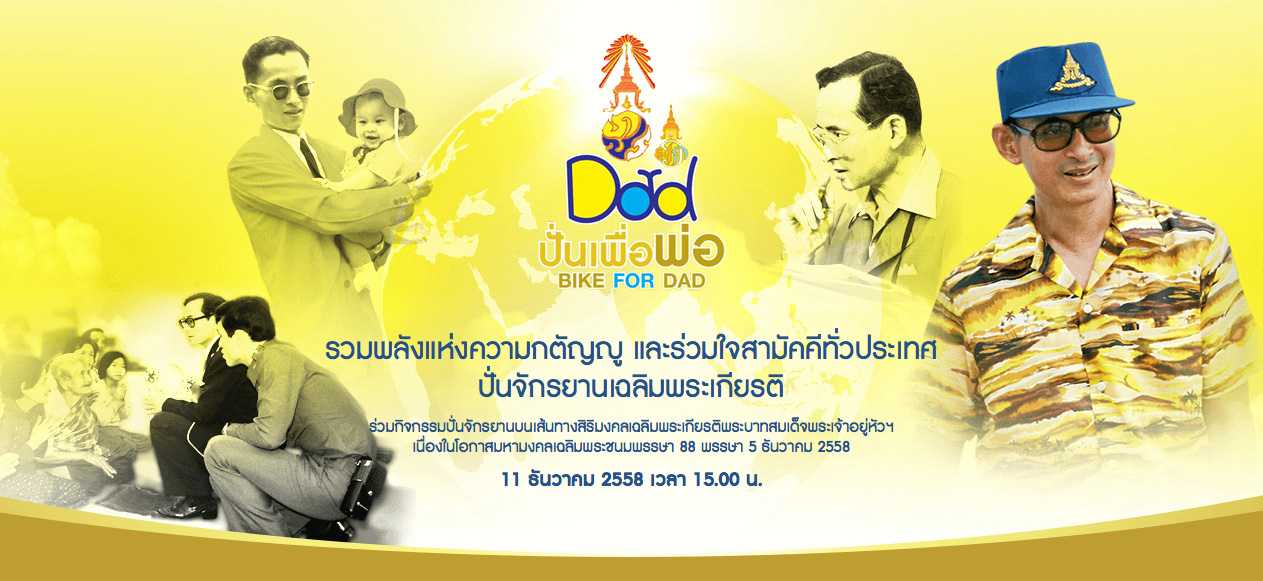 Dad
ปั่นเพื่อพ่อ
BIKE FOR DAD
รวมพลังแห่งความกตัญญู และร่วมใจสามัคคีทั่วประเทศ
ปั่นจักรยานเฉลิมพระเกียรติ
ร่วมกิจกรรมปั่นจักรยานบนเส้นทางสิริมงคลเฉลิมพระเกียรติพระบาทสมเด็จพระเจ้าอยู่หัวฯ
เนื่องในโอกาสมหามงคลเฉลิมพระชนมพรรษา 88 พรรษา 5 ธันวาคม 2558
11 ธันวาคม 2558 เวลา 15.00 น.